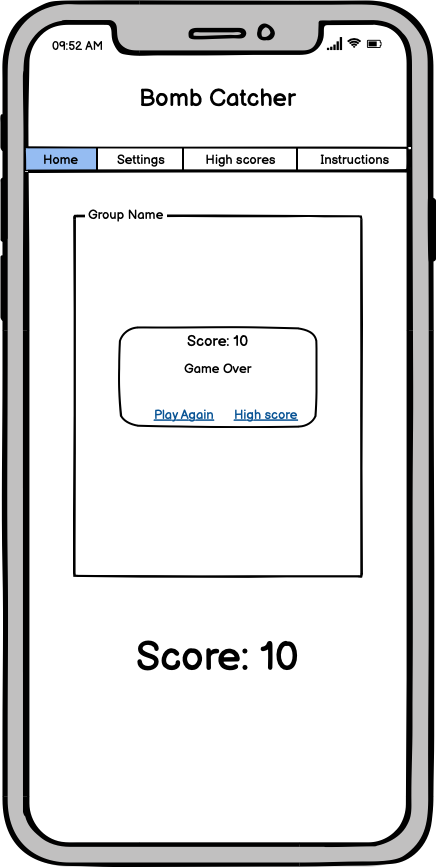 09:52 AM
Bomb Catcher
Home Settings High scores Instructions
Group Name
Score: 10
Game Over
Play Again High score
Score: 10